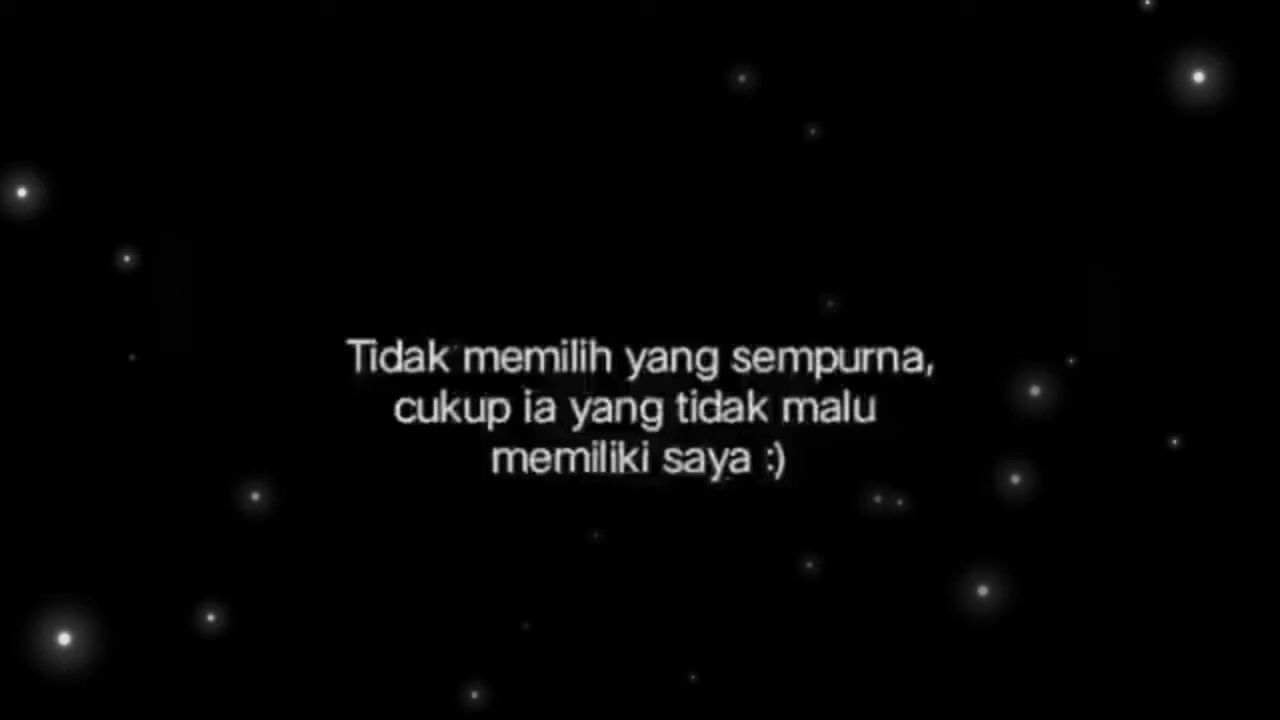 Tidak memilih yang sempurna,
cukup ia yang tidak malu
memiliki saya :)